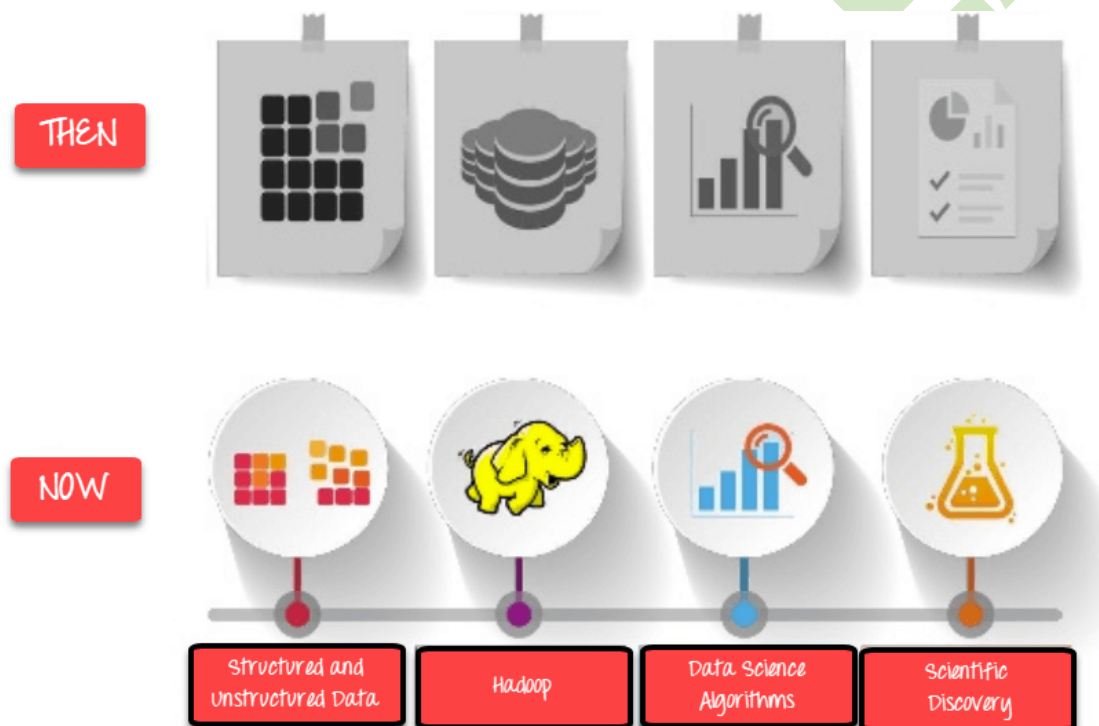 THEN
NOW
Structured and
Unstructured Data
Hadoop
Data Science
Algorithms
Scientific
Discovery